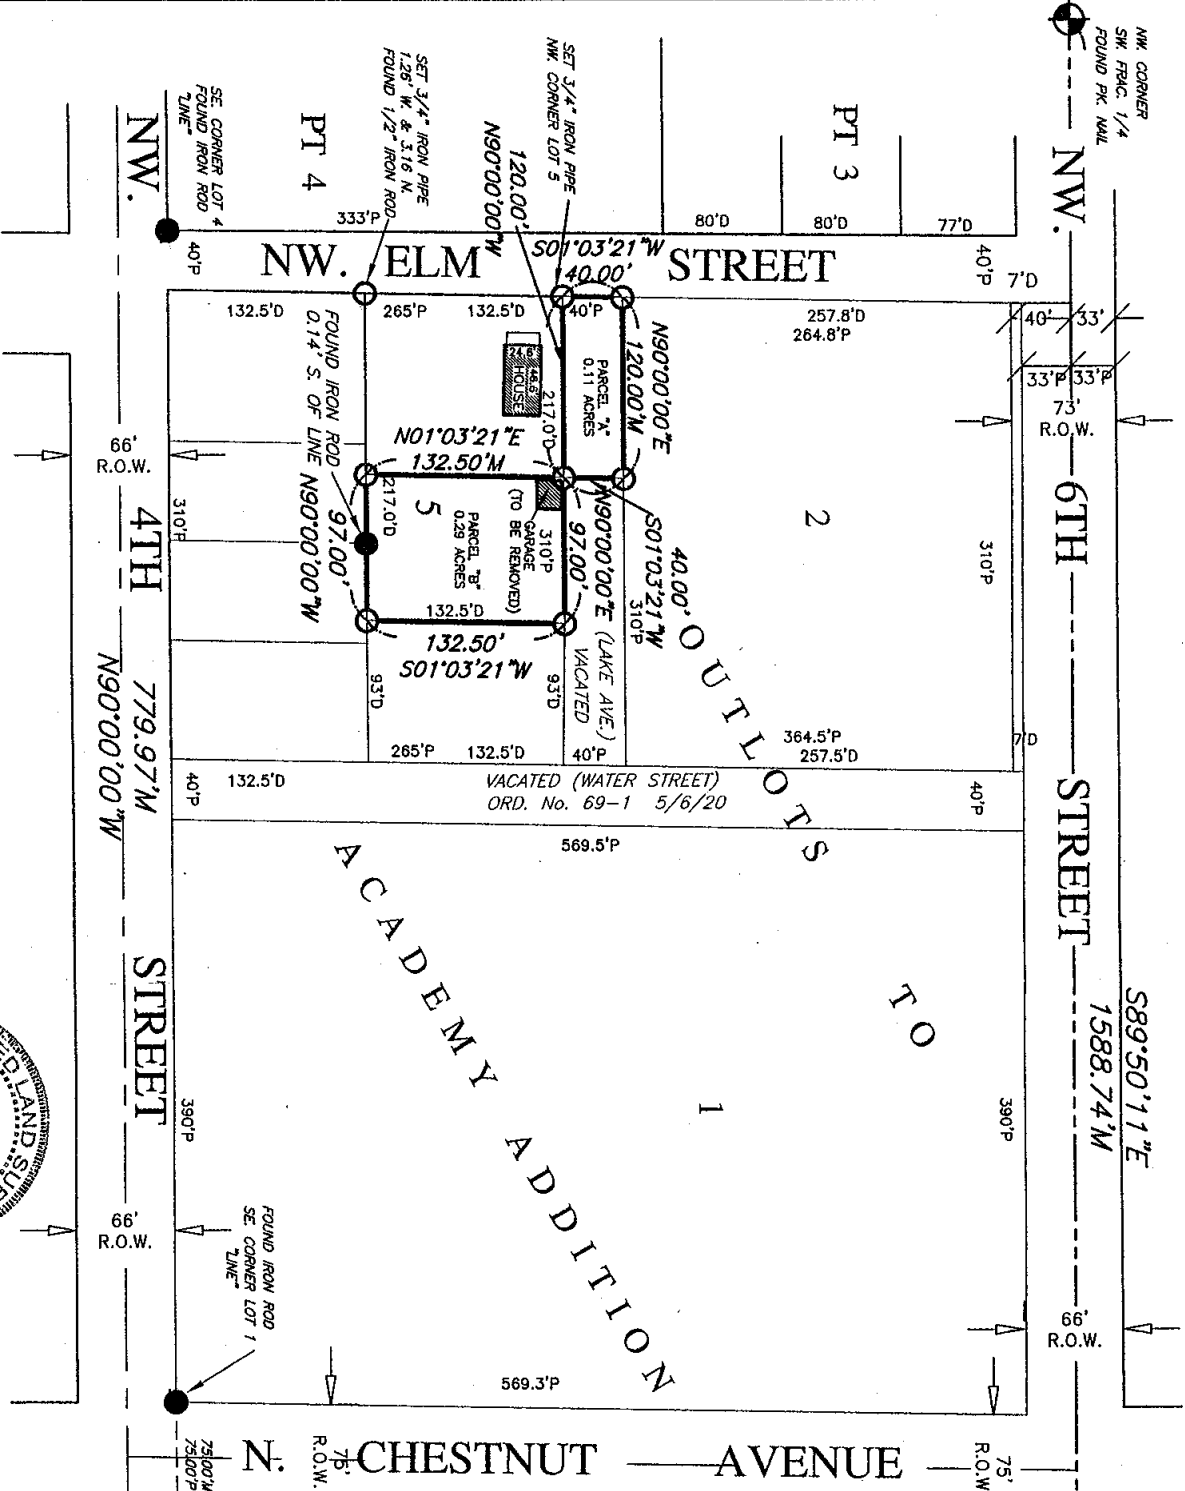 NW. CORNER
SW. FRAC. 1/4
FOUND PK. NAIL
NW. 6TH STREET
S89°50'11"E
1588.74'M
SET 3/4" IRON PIPE
NW. CORNER LOT 5
SET 3/4" IRON PIPE
1.26' W. & 3.16 N.
FOUND 1/2" IRON ROD
SE. CORNER LOT 4
FOUND IRON ROD
"LINE"
PT 3
PT 4
333'P
80'D
80'D
77'D
40'P
40'P
7'D
NW. ELM STREET
120.00'
N90°00'00"W
S01°03'21"W
40.00'
132.5'D
265'P
132.5'D
40'P
257.8'D
264.8'P
40'
33'
33'P
33'P
73'
R.O.W.
N90°00'00"E
120.00'M
PARCEL "A"
0.11 ACRES
24.6'
46.6'
HOUSE
217.0'D
FOUND IRON ROD
0.14' S. OF LINE
N01°03'21"E
132.50'M
217.0'D
N90°00'00"W
97.00'
5
PARCEL "B"
0.29 ACRES
310'P
GARAGE
(TO BE REMOVED)
97.00'
N90°00'00"E
(LAKE AVE.)
VACATED
40.00'
S01°03'21"W
310'P
2
310'P
310'P
66'
R.O.W.
132.5'D
132.50'
S01°03'21"W
93'D
93'D
265'P
132.5'D
40'P
364.5'P
257.5'D
7'D
132.5'D
40'P
40'P
VACATED (WATER STREET)
ORD. No. 69-1 5/6/20
569.5'P
OUTLOTS TO
ACADEMY ADDITION
1
NW. 4TH STREET
779.97'M
N90°00'00"W
390'P
390'P
66'
R.O.W.
66'
R.O.W.
FOUND IRON ROD
SE. CORNER LOT 1
"LINE"
569.3'P
75'
R.O.W.
75'
R.O.W
75.00'M
75.00'P
N. CHESTNUT AVENUE
LAND